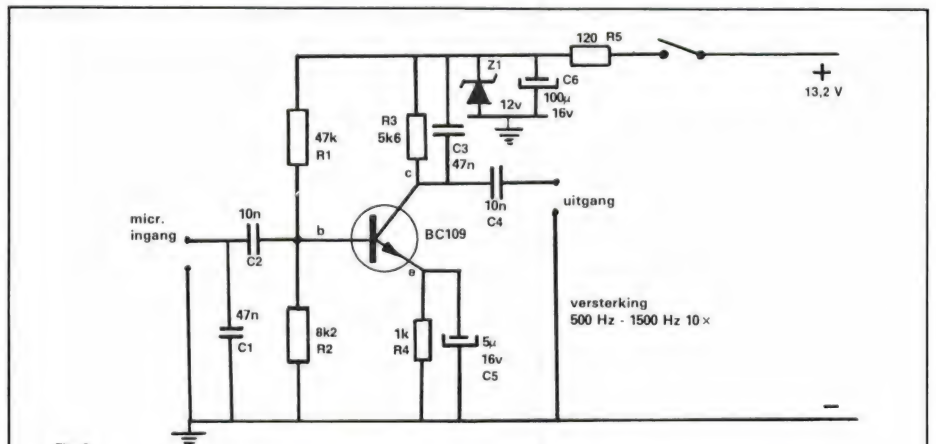 120 R5
Z1
C6
100µ
16v
12v
+
13,2 V
R3
5k6
C3
47n
47k
R1
c
10n
C4
uitgang
micr.
ingang
10n
C2
b
BC109
e
47n
C1
8k2
R2
1k
R4
5µ
16v
C5
versterking
500 Hz - 1500 Hz 10 ×
−